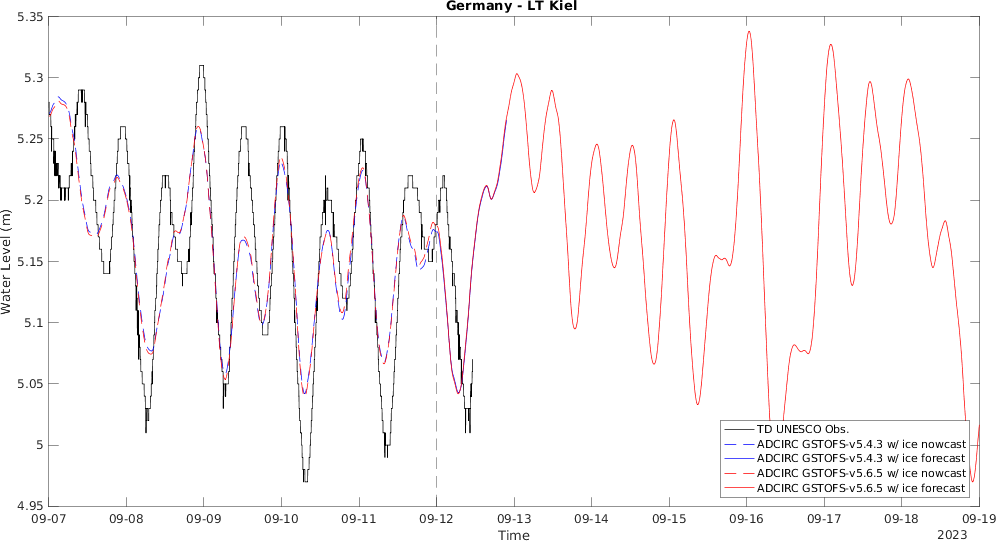 Germany - LT Kiel
5.35
5.3
5.25
5.2
5.15
5.1
5.05
5
4.95
Water Level (m)
TD UNESCO Obs.
ADCIRC GSTOFS-v5.4.3 w/ ice nowcast
ADCIRC GSTOFS-v5.4.3 w/ ice forecast
ADCIRC GSTOFS-v5.6.5 w/ ice nowcast
ADCIRC GSTOFS-v5.6.5 w/ ice forecast
09-07 09-08 09-09 09-10 09-11 09-12 09-13 09-14 09-15 09-16 09-17 09-18 09-19
Time
2023